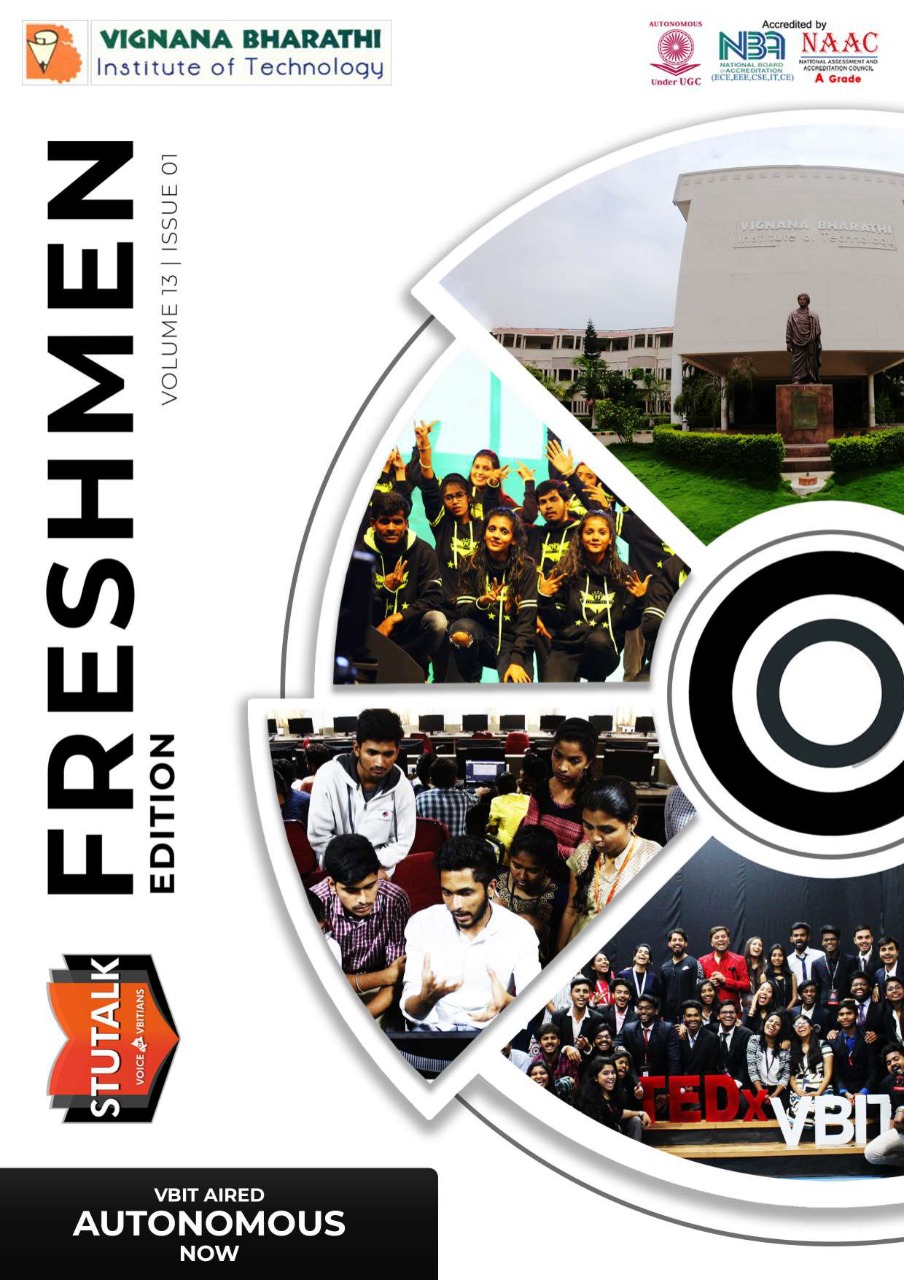 VIGNANA BHARATHI
Institute of Technology
AUTONOMOUS
Under UGC
Accredited by
NBA
NATIONAL BOARD
of ACCREDITATION
(ECE,EEE,CSE,IT,CE)
NAAC
NATIONAL ASSESSMENT AND
ACCREDITATION COUNCIL
A Grade
FRESHMEN
EDITION
VOLUME 13 | ISSUE 01
VIGNANA BHARATHI
Institute of Technology
STUTALK
VOICE of VBITIANS
TEDx
VBIT
VBIT AIRED
AUTONOMOUS
NOW